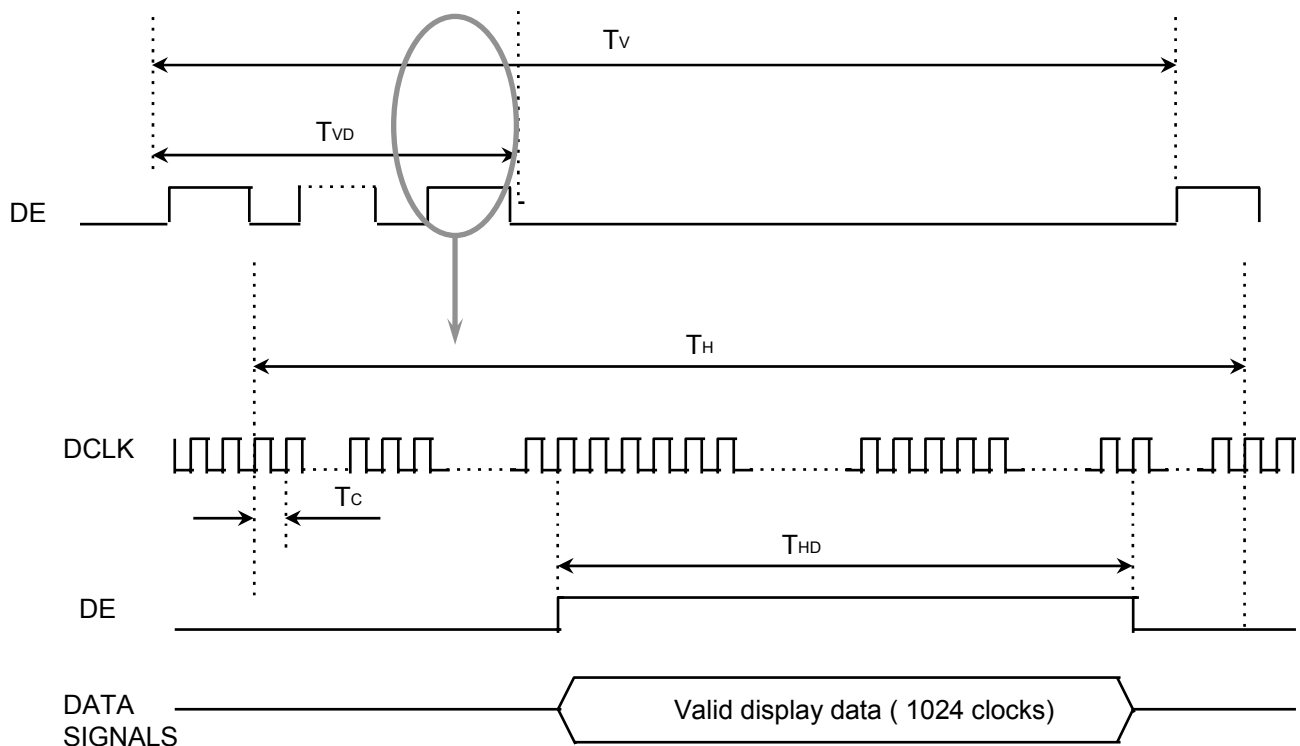 TV
TVD
DE
TH
DCLK
TC
THD
DE
DATA
SIGNALS
Valid display data ( 1024 clocks)